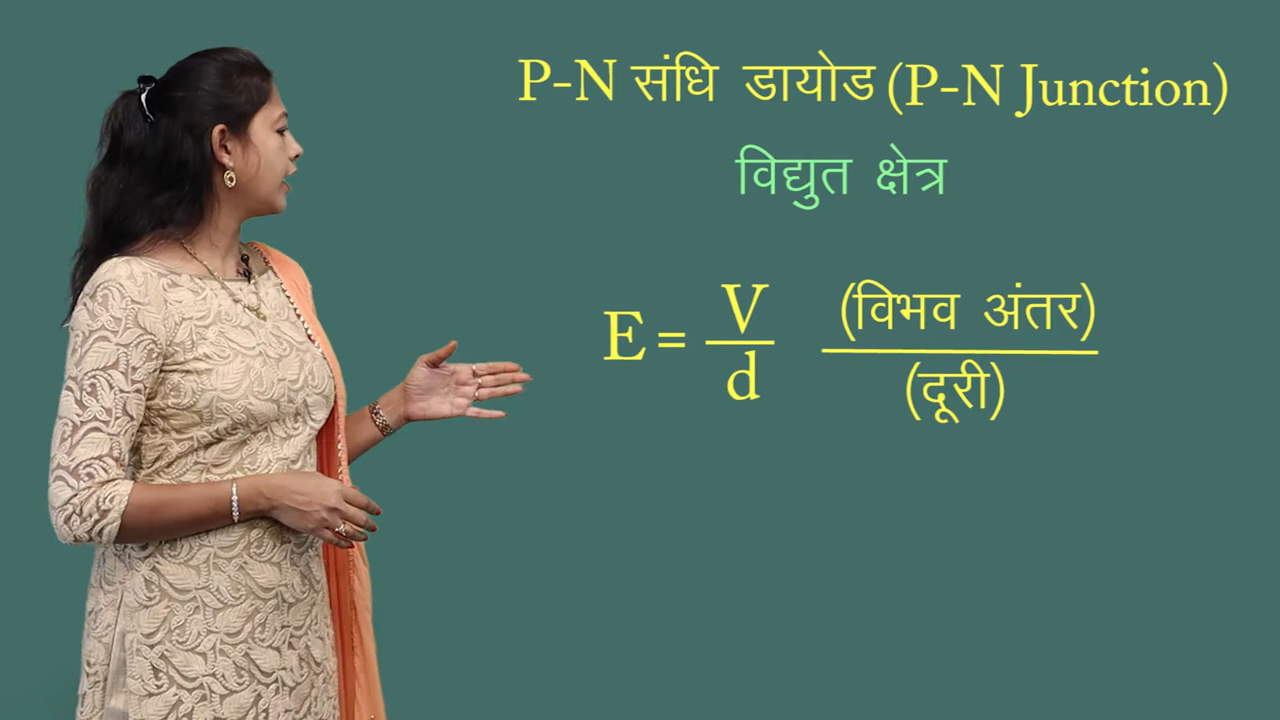 P-N संधि डायोड (P-N Junction)
विद्युत क्षेत्र
E = V/d (विभव अंतर)/(दूरी)